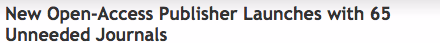 New Open-Access Publisher Launches with 65
Unneeded Journals